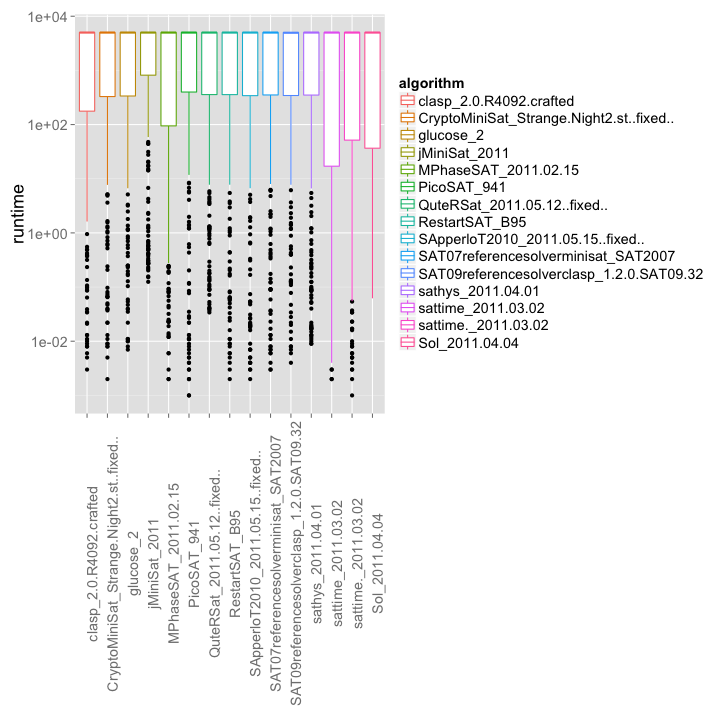 1e+04
1e+02
1e+00
1e-02
runtime
clasp_2.0.R4092.crafted
CryptoMiniSat_Strange.Night2.st..fixed..
glucose_2
jMiniSat_2011
MPhaseSAT_2011.02.15
PicoSAT_941
QuteRSat_2011.05.12..fixed..
RestartSAT_B95
SApperloT2010_2011.05.15..fixed..
SAT07referencesolverminisat_SAT2007
SAT09referencesolverclasp_1.2.0.SAT09.32
sathys_2011.04.01
sattime_2011.03.02
sattime._2011.03.02
Sol_2011.04.04
algorithm
clasp_2.0.R4092.crafted
CryptoMiniSat_Strange.Night2.st..fixed..
glucose_2
jMiniSat_2011
MPhaseSAT_2011.02.15
PicoSAT_941
QuteRSat_2011.05.12..fixed..
RestartSAT_B95
SApperloT2010_2011.05.15..fixed..
SAT07referencesolverminisat_SAT2007
SAT09referencesolverclasp_1.2.0.SAT09.32
sathys_2011.04.01
sattime_2011.03.02
sattime._2011.03.02
Sol_2011.04.04